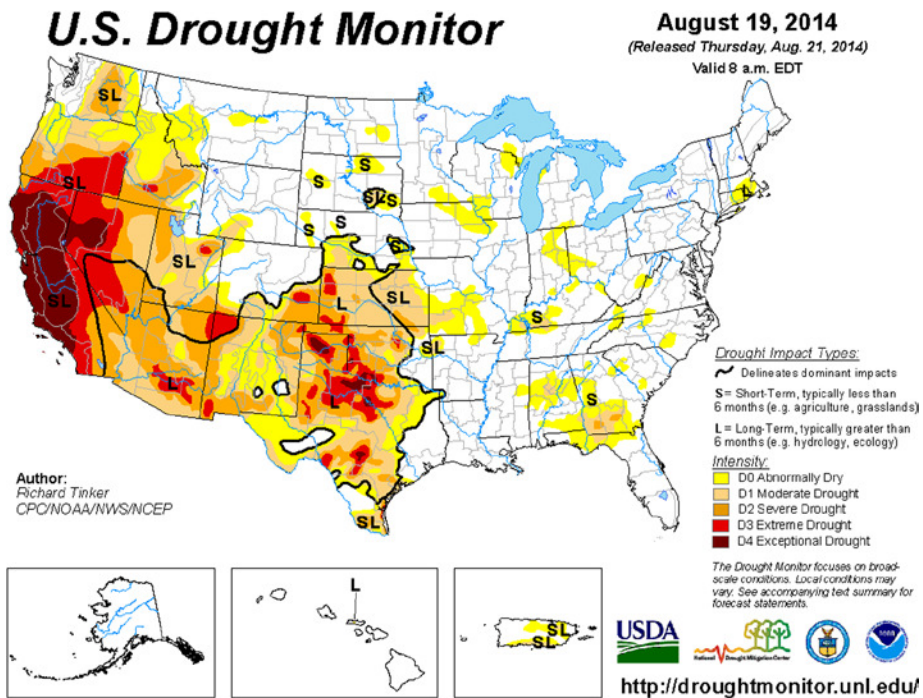 U.S. Drought Monitor
August 19, 2014
(Released Thursday, Aug. 21, 2014)
Valid 8 a.m. EDT
SL
SL
S
S
SL
S
S
S
S
L
SL
SL
L
SL
S
SL
L
L
S
SL
Drought Impact Types:
Delineates dominant impacts
S = Short-Term, typically less than
6 months (e.g. agriculture, grasslands)
L = Long-Term, typically greater than
6 months (e.g. hydrology, ecology)
Intensity:
D0 Abnormally Dry
D1 Moderate Drought
D2 Severe Drought
D3 Extreme Drought
D4 Exceptional Drought
Author:
Richard Tinker
CPC/NOAA/NWS/NCEP
The Drought Monitor focuses on broad-
scale conditions. Local conditions may
vary. See accompanying text summary for
forecast statements.
L
SL
SL
USDA
National Drought Mitigation Center
http://droughtmonitor.unl.edu/